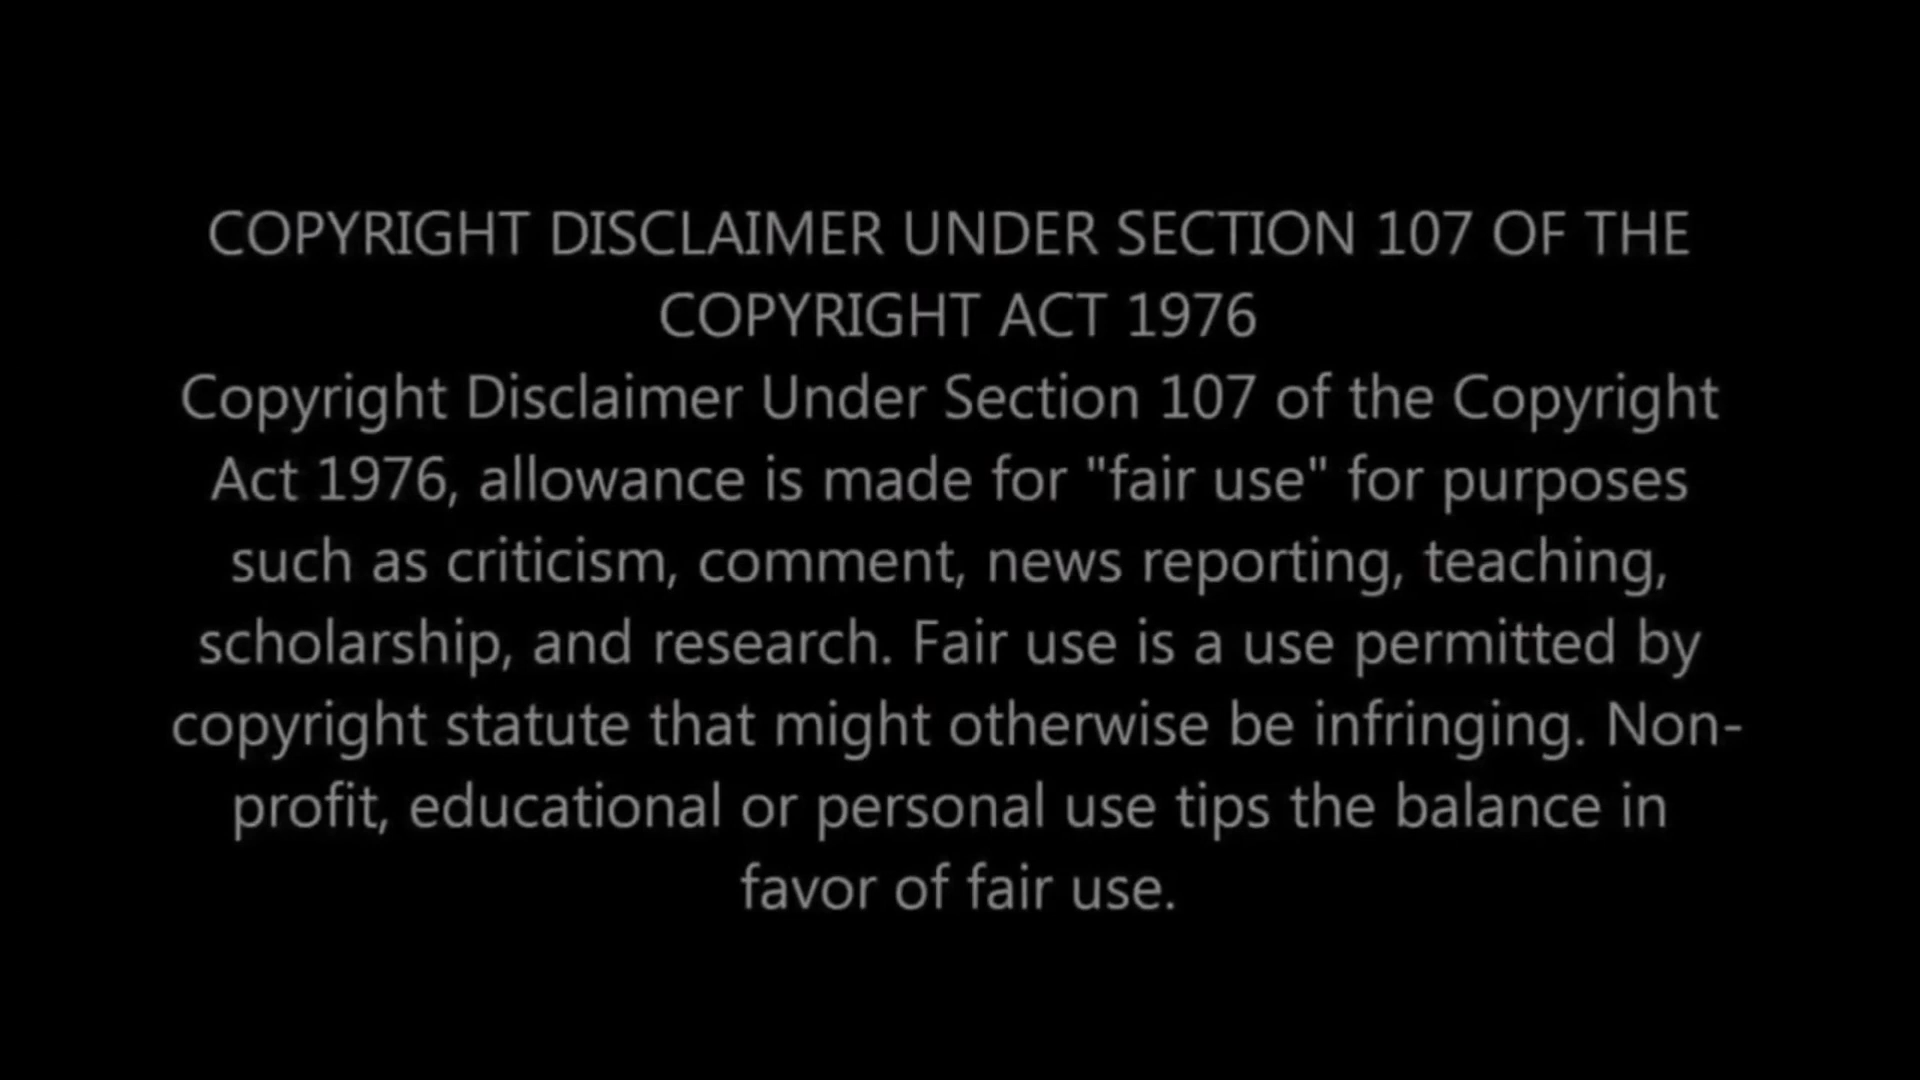 COPYRIGHT DISCLAIMER UNDER SECTION 107 OF THE
COPYRIGHT ACT 1976
Copyright Disclaimer Under Section 107 of the Copyright
Act 1976, allowance is made for "fair use" for purposes
such as criticism, comment, news reporting, teaching,
scholarship, and research. Fair use is a use permitted by
copyright statute that might otherwise be infringing. Non-
profit, educational or personal use tips the balance in
favor of fair use.